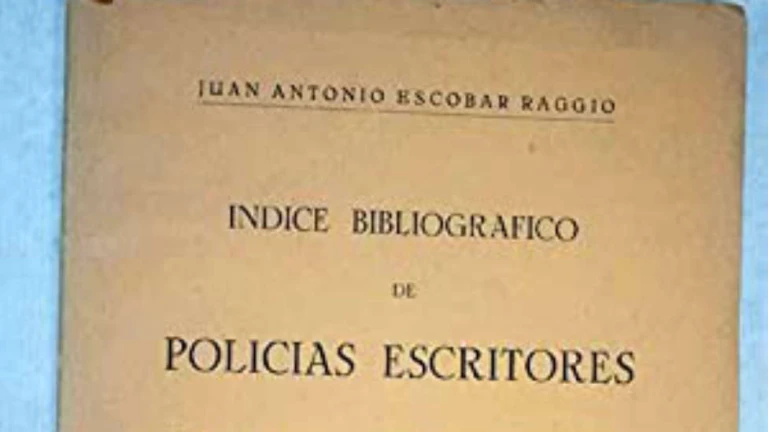 JUAN ANTONIO ESCOBAR RAGGIO
INDICE BIBLIOGRAFICO
DE
POLICIAS ESCRITORES